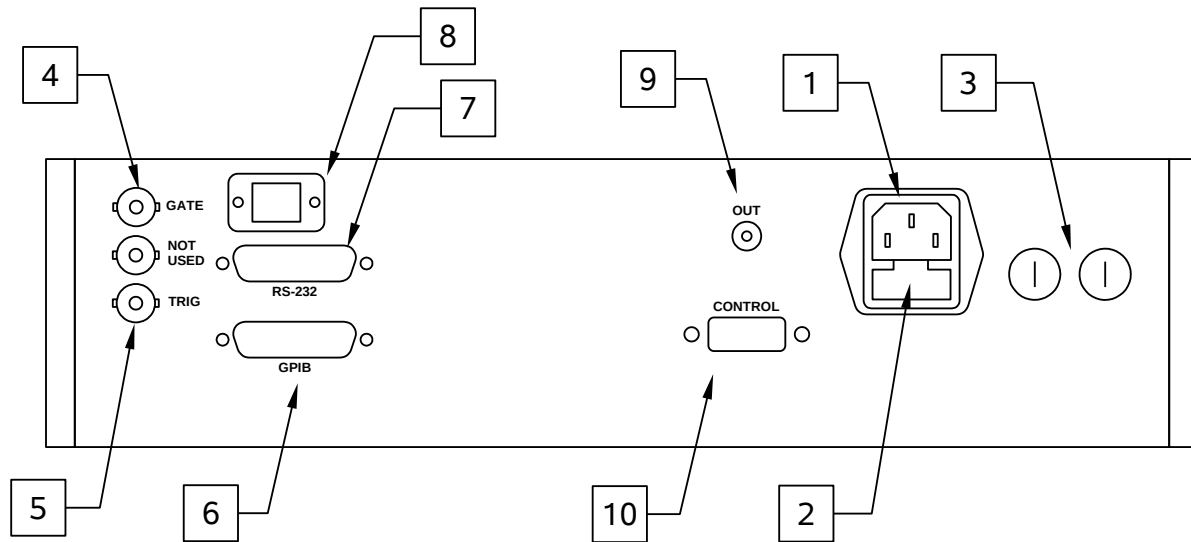 8
4
7
9
1
3
GATE
NOT
USED
TRIG
RS-232
GPIB
OUT
CONTROL
5
6
10
2